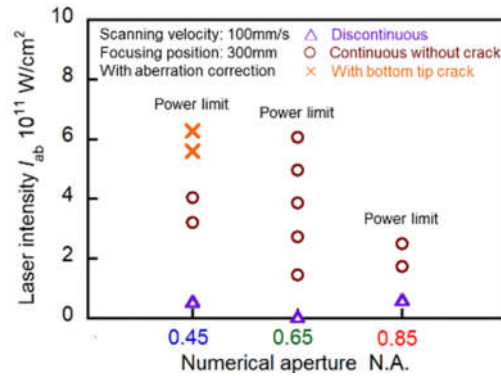 10
8
6
4
2
0
Laser intensity Iab 10¹¹ W/cm²
Scanning velocity: 100mm/s
Focusing position: 300mm
With aberration correction
Discontinuous
Continuous without crack
With bottom tip crack
Power limit
Power limit
Power limit
0.45 0.65 0.85
Numerical aperture N.A.